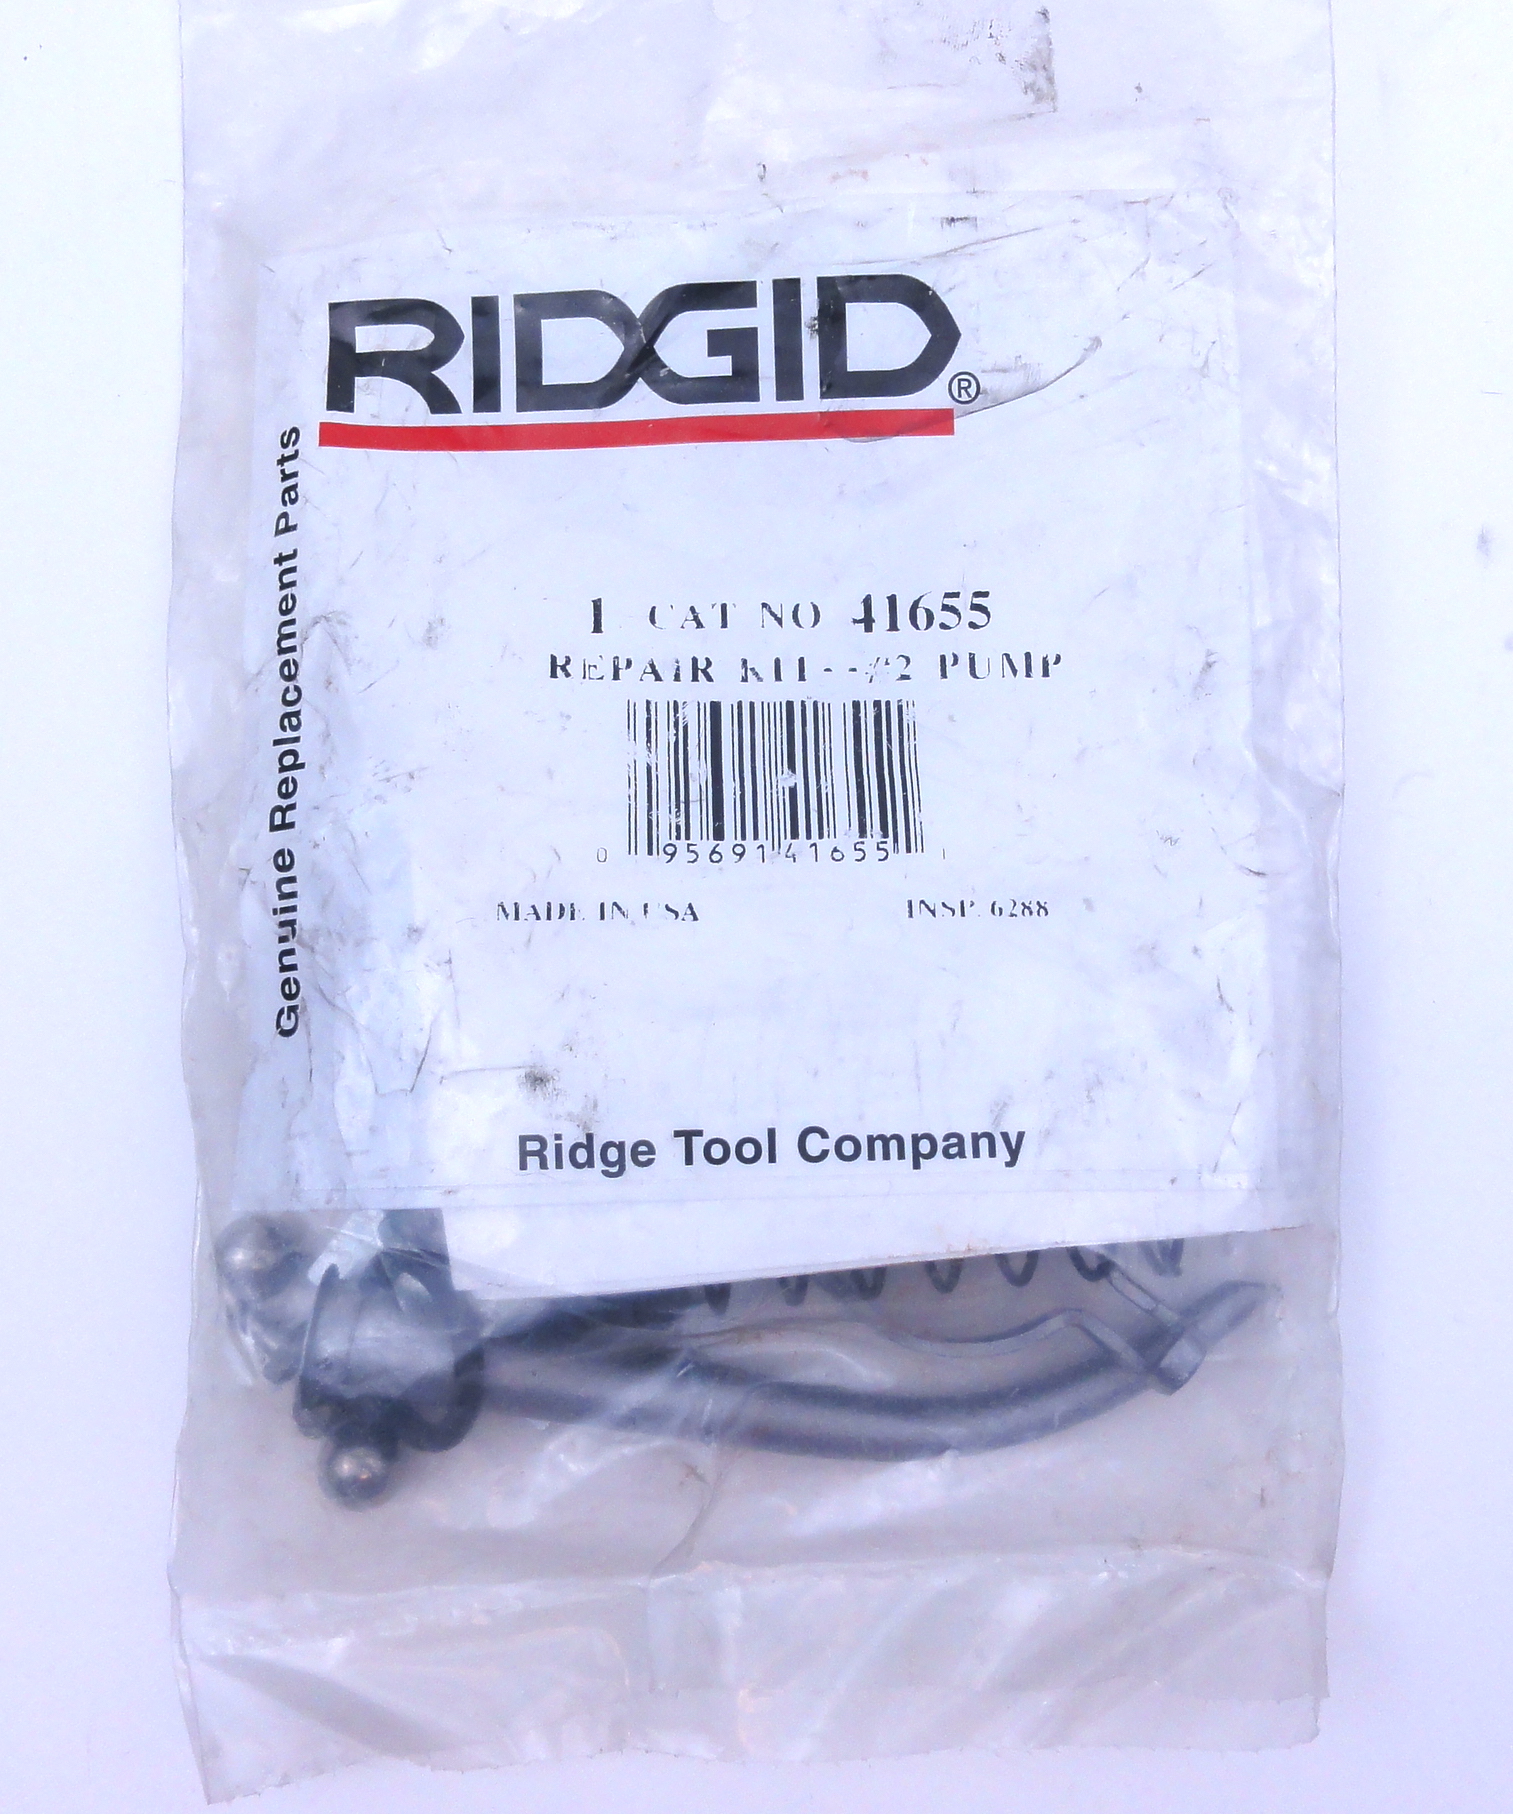 RIDGID®
Genuine Replacement Parts
1 CAT NO 41655
REPAIR KIT--#2 PUMP
0 95691 41655 1
MADE IN USA INSP. 6288
Ridge Tool Company